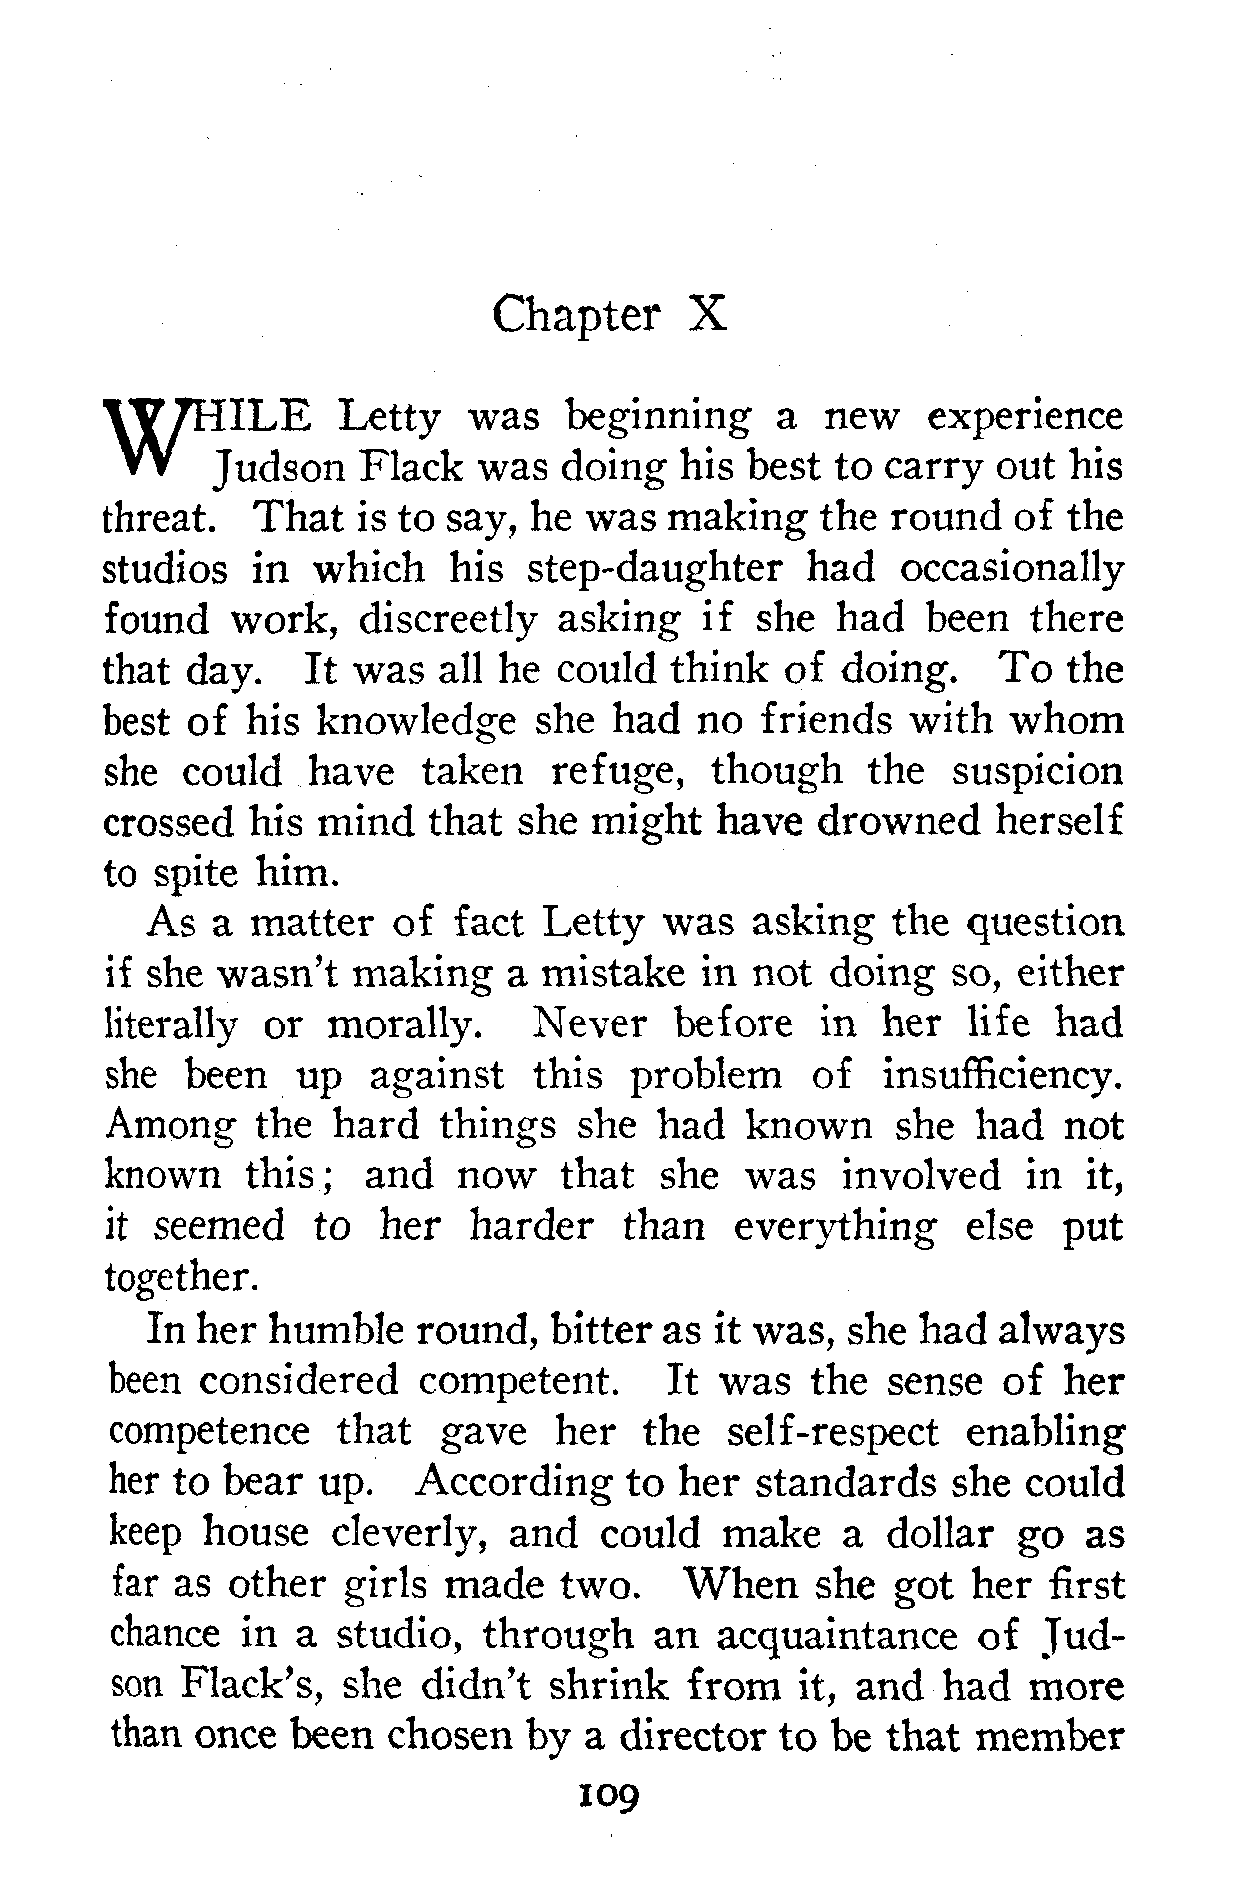 Chapter X
WHILE Letty was beginning a new experience
Judson Flack was doing his best to carry out his
threat. That is to say, he was making the round of the
studios in which his step-daughter had occasionally
found work, discreetly asking if she had been there
that day. It was all he could think of doing. To the
best of his knowledge she had no friends with whom
she could have taken refuge, though the suspicion
crossed his mind that she might have drowned herself
to spite him.
As a matter of fact Letty was asking the question
if she wasn't making a mistake in not doing so, either
literally or morally. Never before in her life had
she been up against this problem of insufficiency.
Among the hard things she had known she had not
known this; and now that she was involved in it,
it seemed to her harder than everything else put
together.
In her humble round, bitter as it was, she had always
been considered competent. It was the sense of her
competence that gave her the self-respect enabling
her to bear up. According to her standards she could
keep house cleverly, and could make a dollar go as
far as other girls made two. When she got her first
chance in a studio, through an acquaintance of Jud-
son Flack's, she didn't shrink from it, and had more
than once been chosen by a director to be that member
109